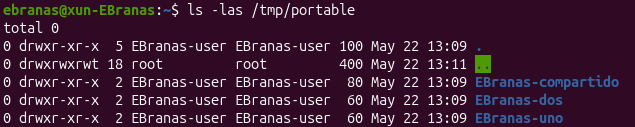 ebranas@xun-EBranas:~$ ls -las /tmp/portable
total 0
0 drwxr-xr-x  5 EBranas-user EBranas-user 100 May 22 13:09 .
0 drwxrwxrwt 18 root         root         400 May 22 13:11 ..
0 drwxr-xr-x  2 EBranas-user EBranas-user  80 May 22 13:09 EBranas-compartido
0 drwxr-xr-x  2 EBranas-user EBranas-user  60 May 22 13:09 EBranas-dos
0 drwxr-xr-x  2 EBranas-user EBranas-user  60 May 22 13:09 EBranas-uno